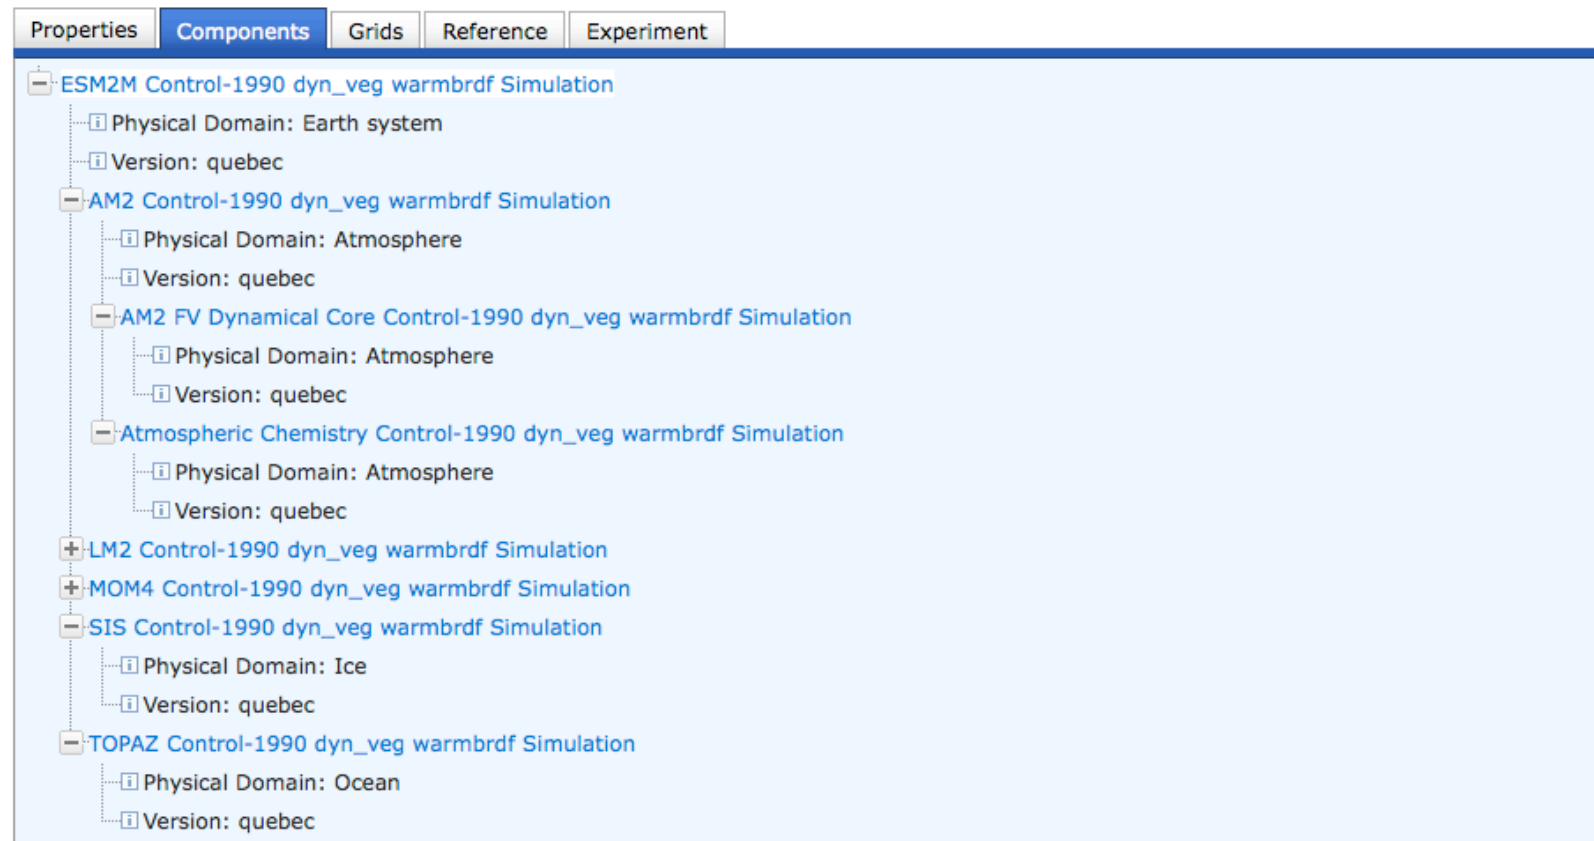 Properties Components Grids Reference Experiment
ESM2M Control-1990 dyn_veg warmbrdf Simulation
Physical Domain: Earth system
Version: quebec
AM2 Control-1990 dyn_veg warmbrdf Simulation
Physical Domain: Atmosphere
Version: quebec
AM2 FV Dynamical Core Control-1990 dyn_veg warmbrdf Simulation
Physical Domain: Atmosphere
Version: quebec
Atmospheric Chemistry Control-1990 dyn_veg warmbrdf Simulation
Physical Domain: Atmosphere
Version: quebec
LM2 Control-1990 dyn_veg warmbrdf Simulation
MOM4 Control-1990 dyn_veg warmbrdf Simulation
SIS Control-1990 dyn_veg warmbrdf Simulation
Physical Domain: Ice
Version: quebec
TOPAZ Control-1990 dyn_veg warmbrdf Simulation
Physical Domain: Ocean
Version: quebec